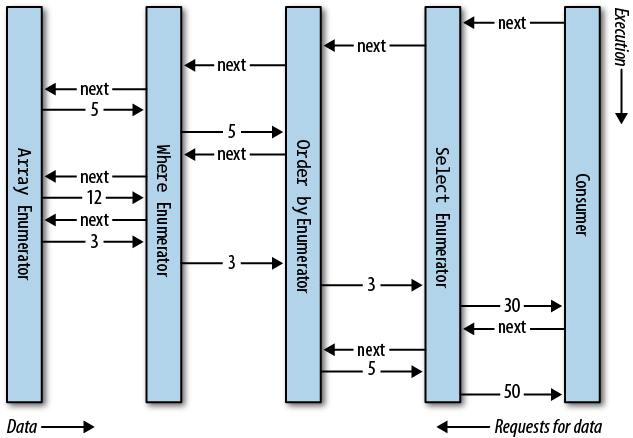 next
Execution
next
next
next
5
5
next
next
12
next
3
3
3
30
next
next
5
50
Array Enumerator
Where Enumerator
Order by Enumerator
Select Enumerator
Consumer
Data
Requests for data